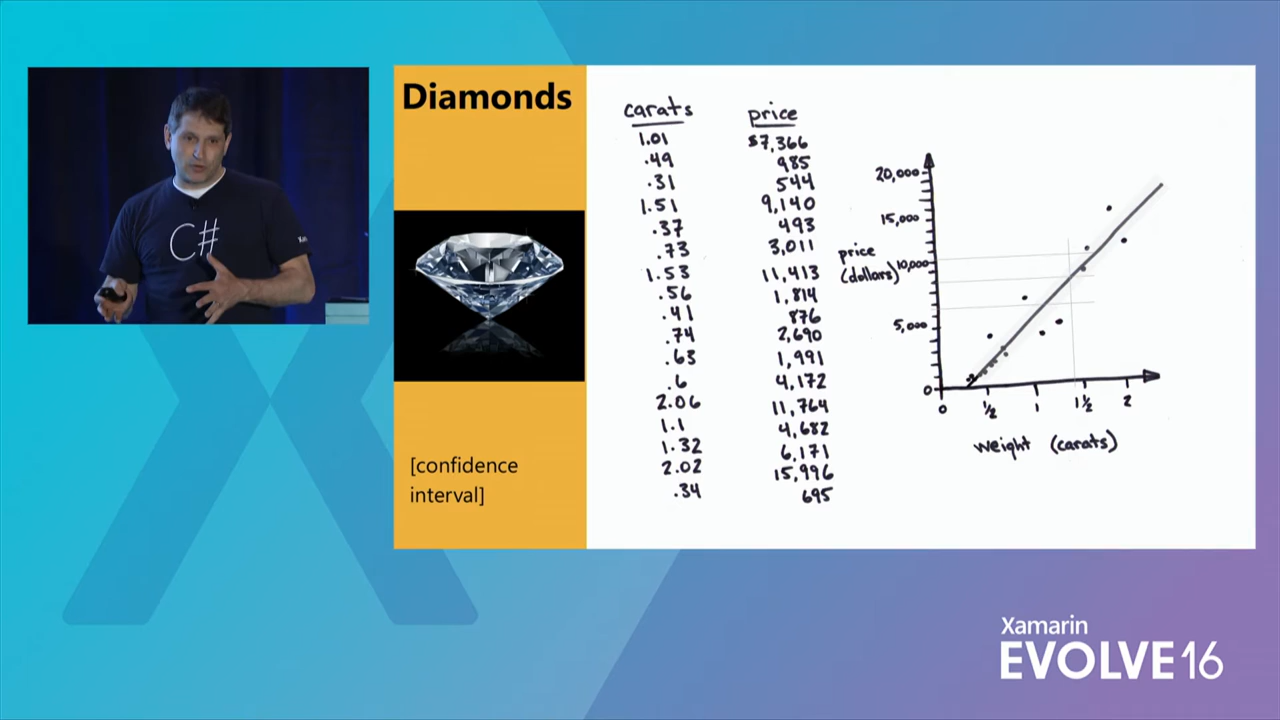 C#
Diamonds
[confidence
interval]
carats price
1.01 $7,366
.49 985
.31 544
1.51 9,140
.37 493
.73 3,011
1.53 11,413
.56 1,814
.41 876
.74 2,690
.63 1,991
.6 4,172
2.06 11,764
1.1 4,682
1.32 6,171
2.02 15,996
.34 695
20,000
15,000
price
(dollars)
10,000
5,000
0
0 ½ 1 1½ 2
weight (carats)
Xamarin
EVOLVE16